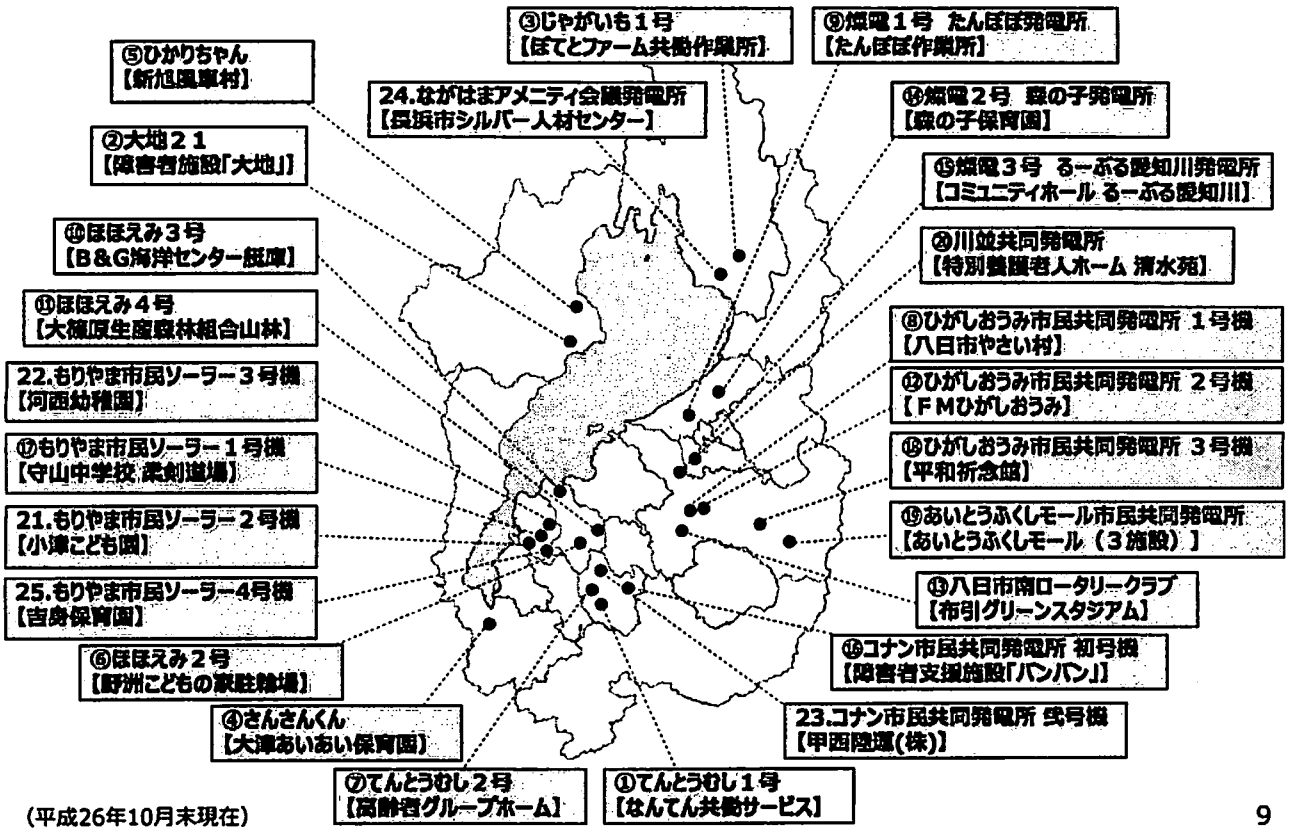 ③じゃがいも１号
【ぽてとファーム共働作業所】
⑨燦電１号 たんぽぽ発電所
【たんぽぽ作業所】
⑤ひかりちゃん
【新旭風車村】
24.ながはまアメニティ会議発電所
【長浜市シルバー人材センター】
⑭燦電２号 森の子発電所
【森の子保育園】
②大地２１
【障害者施設「大地」】
⑮燦電３号 るーぶる愛知川発電所
【コミュニティホール るーぶる愛知川】
⑩ほほえみ３号
【Ｂ＆Ｇ海洋センター艇庫】
⑳川並共同発電所
【特別養護老人ホーム 清水苑】
⑪ほほえみ４号
【大篠原生産森林組合山林】
⑧ひがしおうみ市民共同発電所 １号機
【八日市やさい村】
22.もりやま市民ソーラー３号機
【河西幼稚園】
⑫ひがしおうみ市民共同発電所 ２号機
【ＦＭひがしおうみ】
⑰もりやま市民ソーラー１号機
【守山中学校 柔剣道場】
⑱ひがしおうみ市民共同発電所 ３号機
【平和祈念館】
21.もりやま市民ソーラー２号機
【小津こども園】
⑲あいとうふくしモール市民共同発電所
【あいとうふくしモール（３施設）】
25.もりやま市民ソーラー4号機
【吉身保育園】
⑬八日市南ロータリークラブ
【布引グリーンスタジアム】
⑥ほほえみ２号
【野洲こどもの家駐輪場】
⑯コナン市民共同発電所 初号機
【障害者支援施設「バンバン」】
④さんさんくん
【大津あいあい保育園】
23.コナン市民共同発電所 弐号機
【甲西陸運(株)】
⑦てんとうむし２号
【高齢者グループホーム】
①てんとうむし１号
【なんてん共働サービス】
（平成26年10月末現在）
9